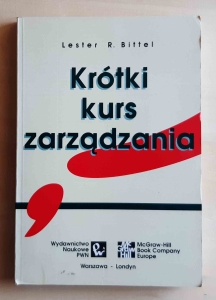 Lester R. Bittel
Krótki
kurs
zarządzania
Wydawnictwo
Naukowe
PWN
McGraw-Hill
Book Company
Europe
Warszawa - Londyn